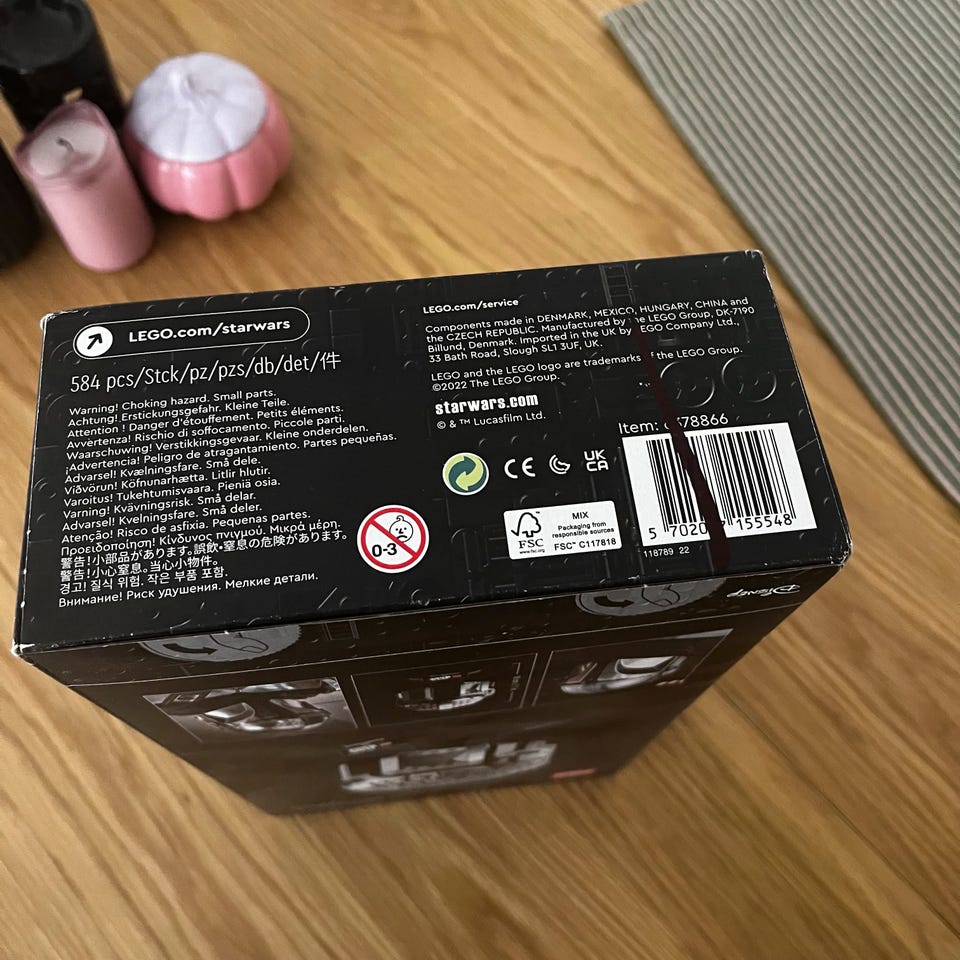 LEGO.com/starwars
584 pcs/Stck/pz/pzs/db/det/件
Warning! Choking hazard. Small parts.
Achtung! Erstickungsgefahr. Kleine Teile.
Attention ! Danger d'étouffement. Petits éléments.
Avvertenza! Rischio di soffocamento. Piccole parti.
Waarschuwing! Verstikkingsgevaar. Kleine onderdelen.
¡Advertencia! Peligro de atragantamiento. Partes pequeñas.
Advarsel! Kvælningsfare. Små dele.
Viðvörun! Köfnunarhætta. Litlir hlutir.
Varoitus! Tukehtumisvaara. Pieniä osia.
Varning! Kvävningsrisk. Små delar.
Advarsel! Kvelningsfare. Små deler.
Atenção! Risco de asfixia. Pequenas partes.
Προειδοποίηση! Κίνδυνος πνιγμού. Μικρά μέρη.
警告!小部品があります。誤飲・窒息の危険があります。
警告!小心窒息。当心小物件。
경고! 질식 위험. 작은 부품 포함.
Внимание! Риск удушения. Мелкие детали.
0-3
LEGO.com/service
Components made in DENMARK, MEXICO, HUNGARY, CHINA and
the CZECH REPUBLIC. Manufactured by the LEGO Group, DK-7190
Billund, Denmark. Imported in the UK by LEGO Company Ltd.,
33 Bath Road, Slough SL1 3UF, UK.
LEGO and the LEGO logo are trademarks of the LEGO Group.
©2022 The LEGO Group.
starwars.com
© & ™ Lucasfilm Ltd.
CE
UK
CA
FSC
www.fsc.org
MIX
Packaging from
responsible sources
FSC™ C117818
Item: 78866
5 7020 155548
118789 22
Disney